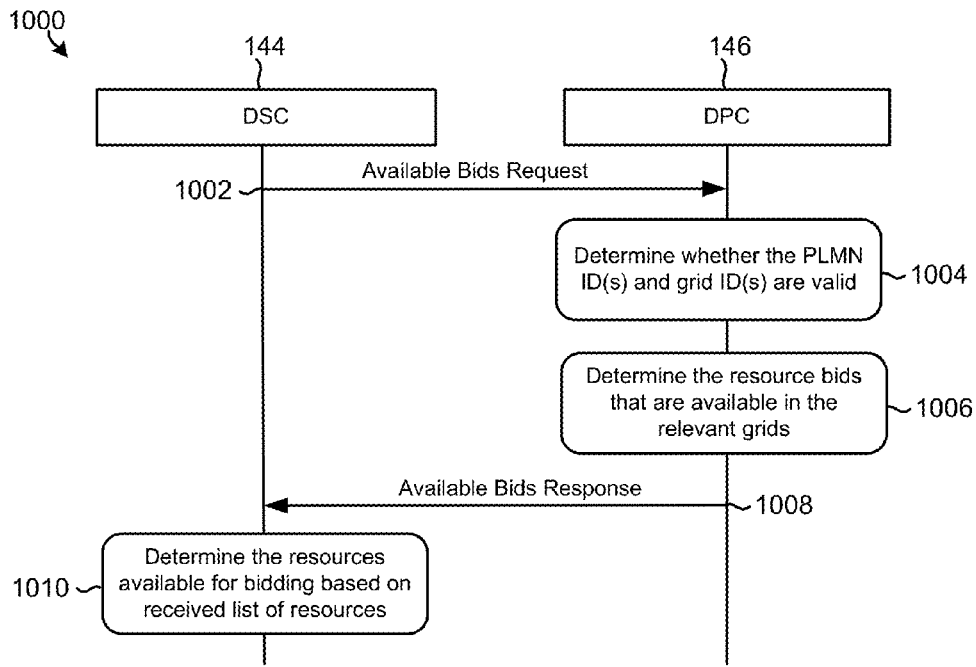 1000
144
146
DSC
DPC
Available Bids Request
1002
Determine whether the PLMN
ID(s) and grid ID(s) are valid
1004
Determine the resource bids
that are available in the
relevant grids
1006
Available Bids Response
1008
Determine the resources
available for bidding based on
received list of resources
1010